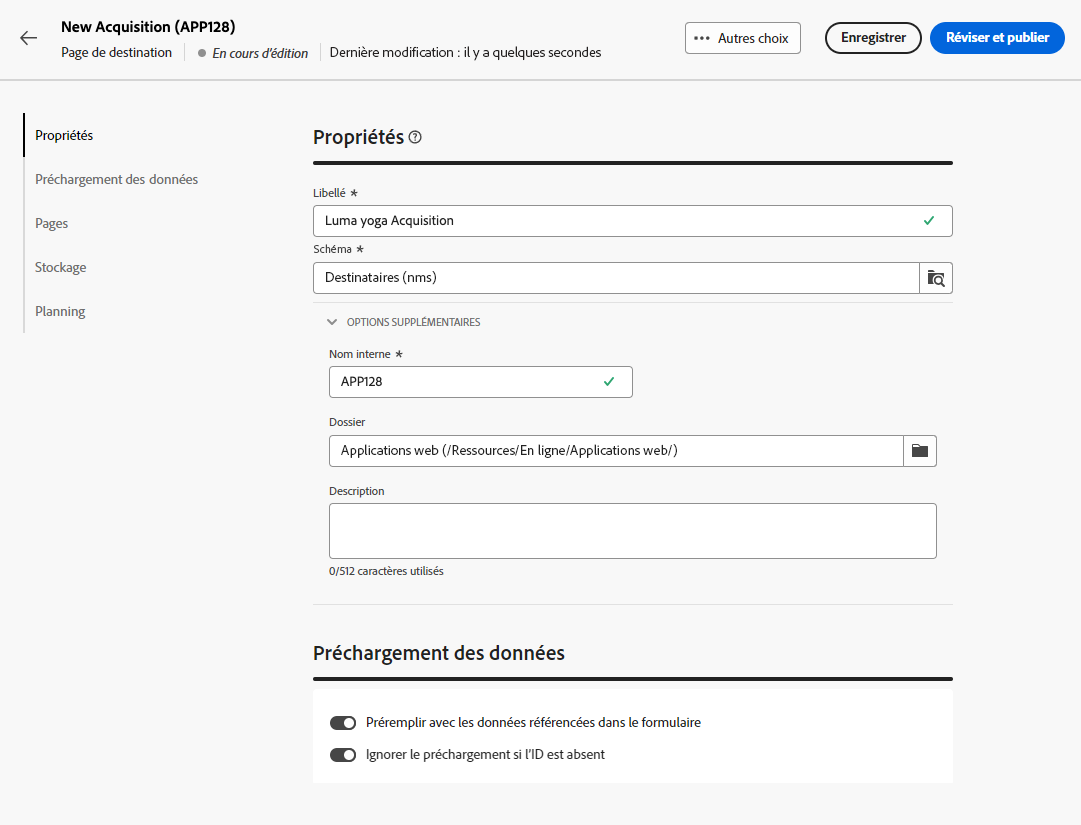 New Acquisition (APP128)
Page de destination
En cours d'édition
Dernière modification : il y a quelques secondes
Autres choix
Enregistrer
Réviser et publier
Propriétés
Préchargement des données
Pages
Stockage
Planning
Propriétés
Libellé *
Luma yoga Acquisition
Schéma *
Destinataires (nms)
OPTIONS SUPPLÉMENTAIRES
Nom interne *
APP128
Dossier
Applications web (/Ressources/En ligne/Applications web/)
Description
0/512 caractères utilisés
Préchargement des données
Préremplir avec les données référencées dans le formulaire
Ignorer le préchargement si l'ID est absent